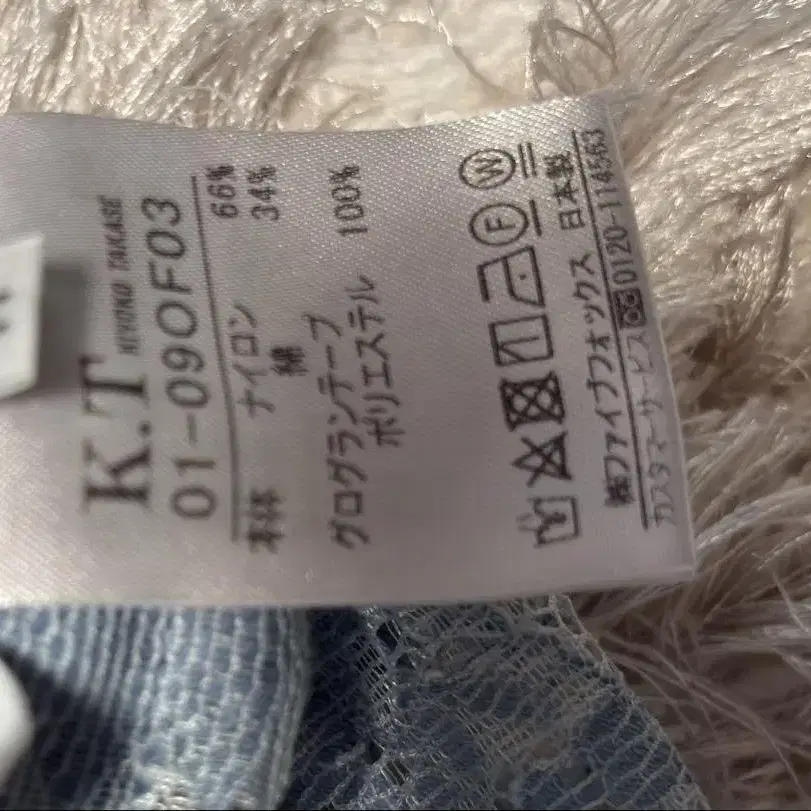 K.T
KIYOKO TAKASE
01-09OF03
本体 ナイロン 66%
綿 34%
グログランテープ
ポリエステル 100%
F W
日本製
㈱ファイブフォックス
カスタマーサービス 0120-114563